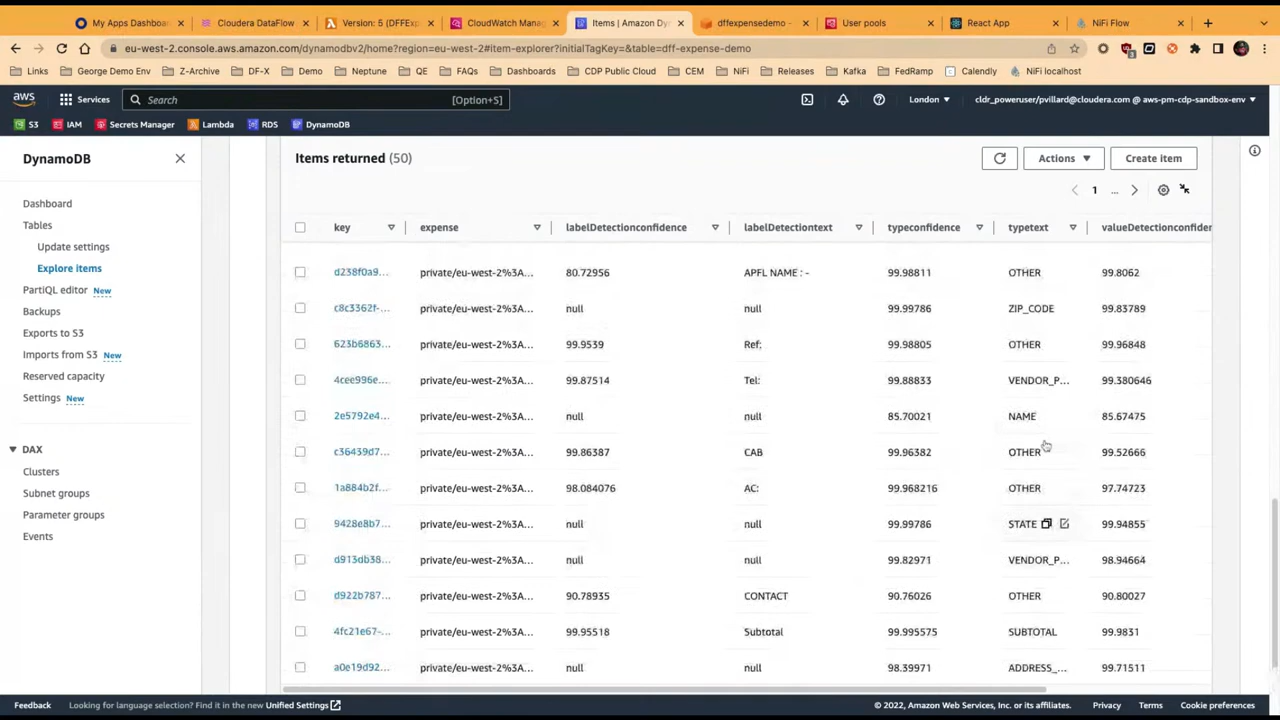 My Apps Dashboar
Cloudera DataFlow
Version: 5 (DFFExp
CloudWatch Manag
Items | Amazon Dyn
dffexpensedemo -
User pools
React App
NiFi Flow
eu-west-2.console.aws.amazon.com/dynamodbv2/home?region=eu-west-2#item-explorer?initialTagKey=&table=dff-expense-demo
Links George Demo Env Z-Archive DF-X Demo Neptune QE FAQs Dashboards CDP Public Cloud CEM NiFi Releases Kafka FedRamp Calendly NiFi localhost
aws Services Search [Option+S] London cldr_poweruser/pvillard@cloudera.com @ aws-pm-cdp-sandbox-env
S3 IAM Secrets Manager Lambda RDS DynamoDB
DynamoDB
Dashboard
Tables
Update settings
Explore items
PartiQL editor New
Backups
Exports to S3
Imports from S3 New
Reserved capacity
Settings New
DAX
Clusters
Subnet groups
Parameter groups
Events
Items returned (50)
Actions Create item
1 ...
key expense labelDetectionconfidence labelDetectiontext typeconfidence typetext valueDetectionconfiden
d238f0a9... private/eu-west-2%3A... 80.72956 APFL NAME : - 99.98811 OTHER 99.8062
c8c3362f-... private/eu-west-2%3A... null null 99.99786 ZIP_CODE 99.83789
623b6863... private/eu-west-2%3A... 99.9539 Ref: 99.98805 OTHER 99.96848
4cee996e... private/eu-west-2%3A... 99.87514 Tel: 99.88833 VENDOR_P... 99.380646
2e5792e4... private/eu-west-2%3A... null null 85.70021 NAME 85.67475
c36439d7... private/eu-west-2%3A... 99.86387 CAB 99.96382 OTHER 99.52666
1a884b2f... private/eu-west-2%3A... 98.084076 AC: 99.968216 OTHER 97.74723
9428e8b7... private/eu-west-2%3A... null null 99.99786 STATE 99.94855
d913db38... private/eu-west-2%3A... null null 99.82971 VENDOR_P... 98.94664
d922b787... private/eu-west-2%3A... 90.78935 CONTACT 90.76026 OTHER 90.80027
4fc21e67-... private/eu-west-2%3A... 99.95518 Subtotal 99.995575 SUBTOTAL 99.9831
a0e19d92... private/eu-west-2%3A... null null 98.39971 ADDRESS_... 99.71511
Feedback Looking for language selection? Find it in the new Unified Settings © 2022, Amazon Web Services, Inc. or its affiliates. Privacy Terms Cookie preferences